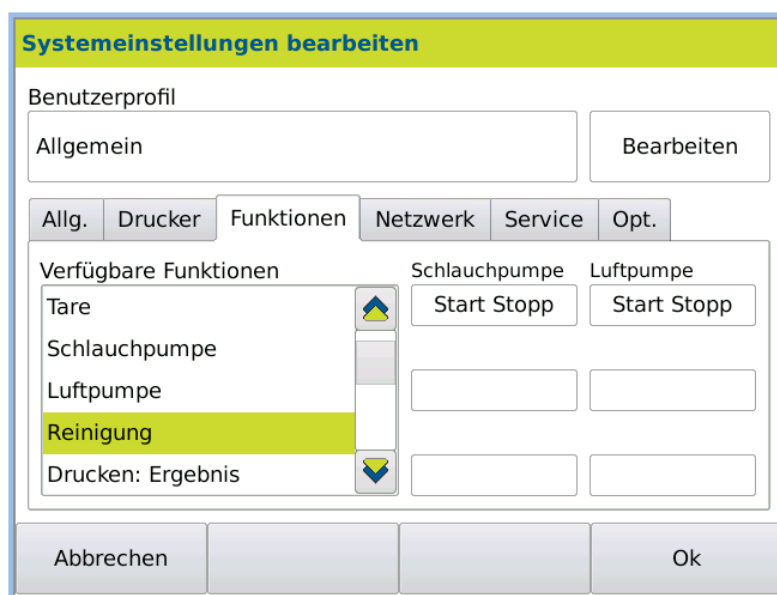 Systemeinstellungen bearbeiten
Benutzerprofil
Allgemein
Bearbeiten
Allg. Drucker Funktionen Netzwerk Service Opt.
Verfügbare Funktionen
Tare
Schlauchpumpe
Luftpumpe
Reinigung
Drucken: Ergebnis
Schlauchpumpe Luftpumpe
Start Stopp Start Stopp
Abbrechen Ok